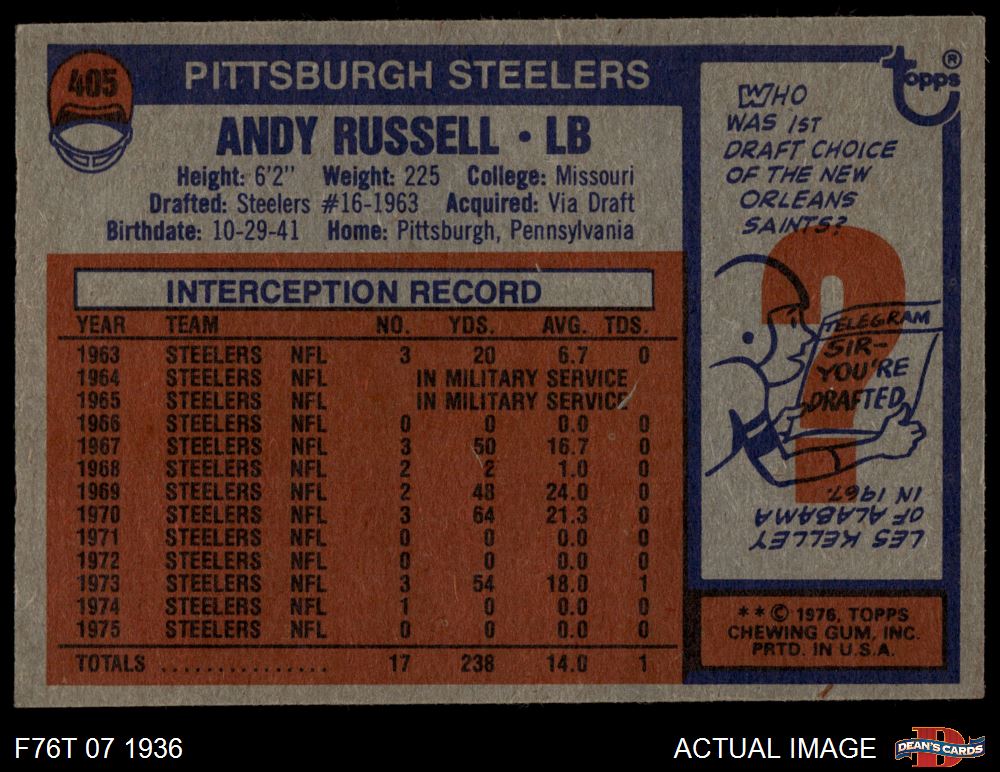 405
PITTSBURGH STEELERS
ANDY RUSSELL • LB
Height: 6'2" Weight: 225 College: Missouri
Drafted: Steelers #16-1963 Acquired: Via Draft
Birthdate: 10-29-41 Home: Pittsburgh, Pennsylvania
INTERCEPTION RECORD
YEAR TEAM NO. YDS. AVG. TDS.
1963 STEELERS NFL 3 20 6.7 0
1964 STEELERS NFL IN MILITARY SERVICE
1965 STEELERS NFL IN MILITARY SERVICE
1966 STEELERS NFL 0 0 0.0 0
1967 STEELERS NFL 3 50 16.7 0
1968 STEELERS NFL 2 2 1.0 0
1969 STEELERS NFL 2 48 24.0 0
1970 STEELERS NFL 3 64 21.3 0
1971 STEELERS NFL 0 0 0.0 0
1972 STEELERS NFL 0 0 0.0 0
1973 STEELERS NFL 3 54 18.0 1
1974 STEELERS NFL 1 0 0.0 0
1975 STEELERS NFL 0 0 0.0 0
TOTALS ................ 17 238 14.0 1
topps ®
WHO
WAS 1ST
DRAFT CHOICE
OF THE NEW
ORLEANS
SAINTS?
?
TELEGRAM
SIR-
YOU'RE
DRAFTED
LES KELLEY
OF ALABAMA
IN 1967.
* * © 1976, TOPPS
CHEWING GUM, INC.
PRTD. IN U.S.A.
F76T 07 1936
ACTUAL IMAGE
D
DEAN'S CARDS